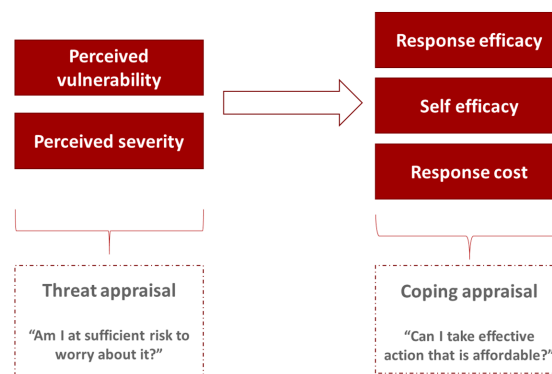 Perceived
vulnerability
Perceived severity
Threat appraisal
“Am I at sufficient risk to
worry about it?”
Response efficacy
Self efficacy
Response cost
Coping appraisal
“Can I take effective
action that is affordable?”